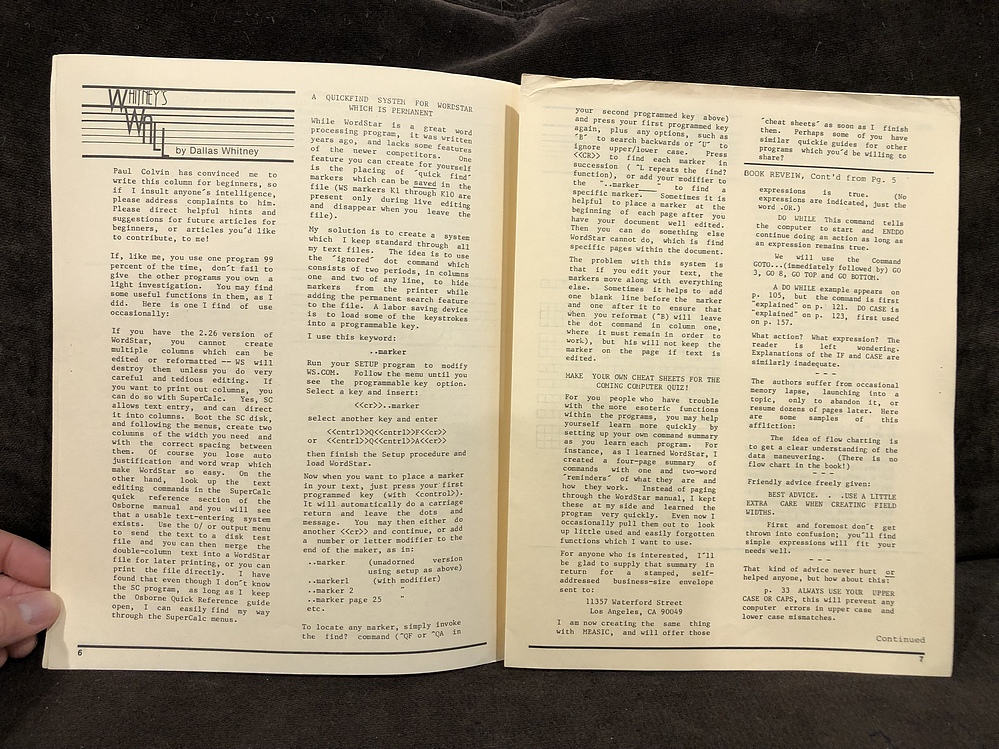 WHITNEY'S
WALL
by Dallas Whitney
Paul Colvin has convinced me to
write this column for beginners, so
if I insult anyone's intelligence,
please address complaints to him.
Please direct helpful hints and
suggestions for future articles for
beginners, or articles you'd like
to contribute, to me!
If, like me, you use one program 99
percent of the time, don't fail to
give the other programs you own a
light investigation. You may find
some useful functions in them, as I
did. Here is one I find of use
occasionally:
If you have the 2.26 version of
WordStar, you cannot create
multiple columns which can be
edited or reformatted -- WS will
destroy them unless you do very
careful and tedious editing. If
you want to print out columns, you
can do so with SuperCalc. Yes, SC
allows text entry, and can direct
it into columns. Boot the SC disk,
and following the menus, create two
columns of the width you need and
with the correct spacing between
them. Of course you lose auto
justification and word wrap which
make WordStar so easy. On the
other hand, look up the text
editing commands in the SuperCalc
quick reference section of the
Osborne manual and you will see
that a usable text-entering system
exists. Use the O/ or output menu
to send the text to a disk test
file and you can then merge the
double-column text into a WordStar
file for later printing, or you can
print the file directly. I have
found that even though I don't know
the SC program, as long as I keep
the Osborne Quick Reference guide
open, I can easily find my way
through the SuperCalc menus.
6
A QUICKFIND SYSTEM FOR WORDSTAR
WHICH IS PERMANENT
While WordStar is a great word
processing program, it was written
years ago, and lacks some features
of the newer competitors. One
feature you can create for yourself
is the placing of "quick find"
markers which can be saved in the
file (WS markers K1 through K10 are
present only during live editing
and disappear when you leave the
file).
My solution is to create a system
which I keep standard through all
my text files. The idea is to use
the "ignored" dot command which
consists of two periods, in columns
one and two of any line, to hide
markers from the printer while
adding the permanent search feature
to the file. A labor saving device
is to load some of the keystrokes
into a programmable key.
I use this keyword:
..marker
Run your SETUP program to modify
WS.COM. Follow the menu until you
see the programmable key option.
Select a key and insert:
<<cr>>..marker
select another key and enter
<<cntrl>>Q<<cntrl>>F<<cr>>
or <<cntrl>>Q<<cntrl>>A<<cr>>
then finish the Setup procedure and
load WordStar.
Now when you want to place a marker
in your text, just press your first
programmed key (with <control>).
It will automatically do a carriage
return and leave the dots and
message. You may then either do
another <<cr>> and continue, or add
a number or letter modifier to the
end of the maker, as in:
..marker (unadorned version
using setup as above)
..marker1 (with modifier)
..marker 2 "
..marker page 25 "
etc.
To locate any marker, simply invoke
the find? command (^QF or ^QA in
your second programmed key above)
and press your first programmed key
again, plus any options, such as
"B" to search backwards or "U" to
ignore upper/lower case. Press
<<CR>> to find each marker in
succession (^L repeats the find?
function), or add your modifier to
the "..marker____" to find a
specific marker. Sometimes it is
helpful to place a marker at the
beginning of each page after you
have your document well edited.
Then you can do something else
WordStar cannot do, which is find
specific pages within the document.
The problem with this system is
that if you edit your text, the
markers move along with everything
else. Sometimes it helps to add
one blank line before the marker
and one after it to ensure that
when you reformat (^B) will leave
the dot command in column one,
where it must remain in order to
work), but his will not keep the
marker on the page if text is
edited.
MAKE YOUR OWN CHEAT SHEETS FOR THE
COMING COMPUTER QUIZ!
For you people who have trouble
with the more esoteric functions
within the programs, you may help
yourself learn more quickly by
setting up your own command summary
as you learn each program. For
instance, as I learned WordStar, I
created a four-page summary of
commands with one and two-word
"reminders" of what they are and
how they work. Instead of paging
through the WordStar manual, I kept
these at my side and learned the
program very quickly. Even now I
occasionally pull them out to look
up little used and easily forgotten
functions which I want to use.
For anyone who is interested, I'll
be glad to supply that summary in
return for a stamped, self-
addressed business-size envelope
sent to:
11357 Waterford Street
Los Angeles, CA 90049
I am now creating the same thing
with MEASIC, and will offer those
"cheat sheets" as soon as I finish
them. Perhaps some of you have
similar quickie guides for other
programs which you'd be willing to
share?
BOOK REVEIW, Cont'd from Pg. 5
expressions is true. (No
expressions are indicated, just the
word .OR.)
DO WHILE This command tells
the computer to start and ENDDO
continue doing an action as long as
an expression remains true.
We will use the Command
GOTO...(immediately followed by) GO
3, GO 8, GO TOP and GO BOTTOM.
A DO WHILE example appears on
p. 105, but the command is first
"explained" on p. 121. DO CASE is
"explained" on p. 123, first used
on p. 157.
What action? What expression? The
reader is left wondering.
Explanations of the IF and CASE are
similarly inadequate.
- - -
The authors suffer from occasional
memory lapse, launching into a
topic, only to abandon it, or
resume dozens of pages later. Here
are some samples of this
affliction:
The idea of flow charting is
to get a clear understanding of the
data maneuvering. (There is no
flow chart in the book!)
- - -
Friendly advice freely given:
BEST ADVICE. . .USE A LITTLE
EXTRA CARE WHEN CREATING FIELD
WIDTHS.
First and foremost don't get
thrown into confusion; you'll find
simple expressions will fit your
needs well.
- - -
That kind of advice never hurt or
helped anyone, but how about this:
p. 33 ALWAYS USE YOUR UPPER
CASE OR CAPS, this will prevent any
computer errors in upper case and
lower case mismatches.
Continued
7